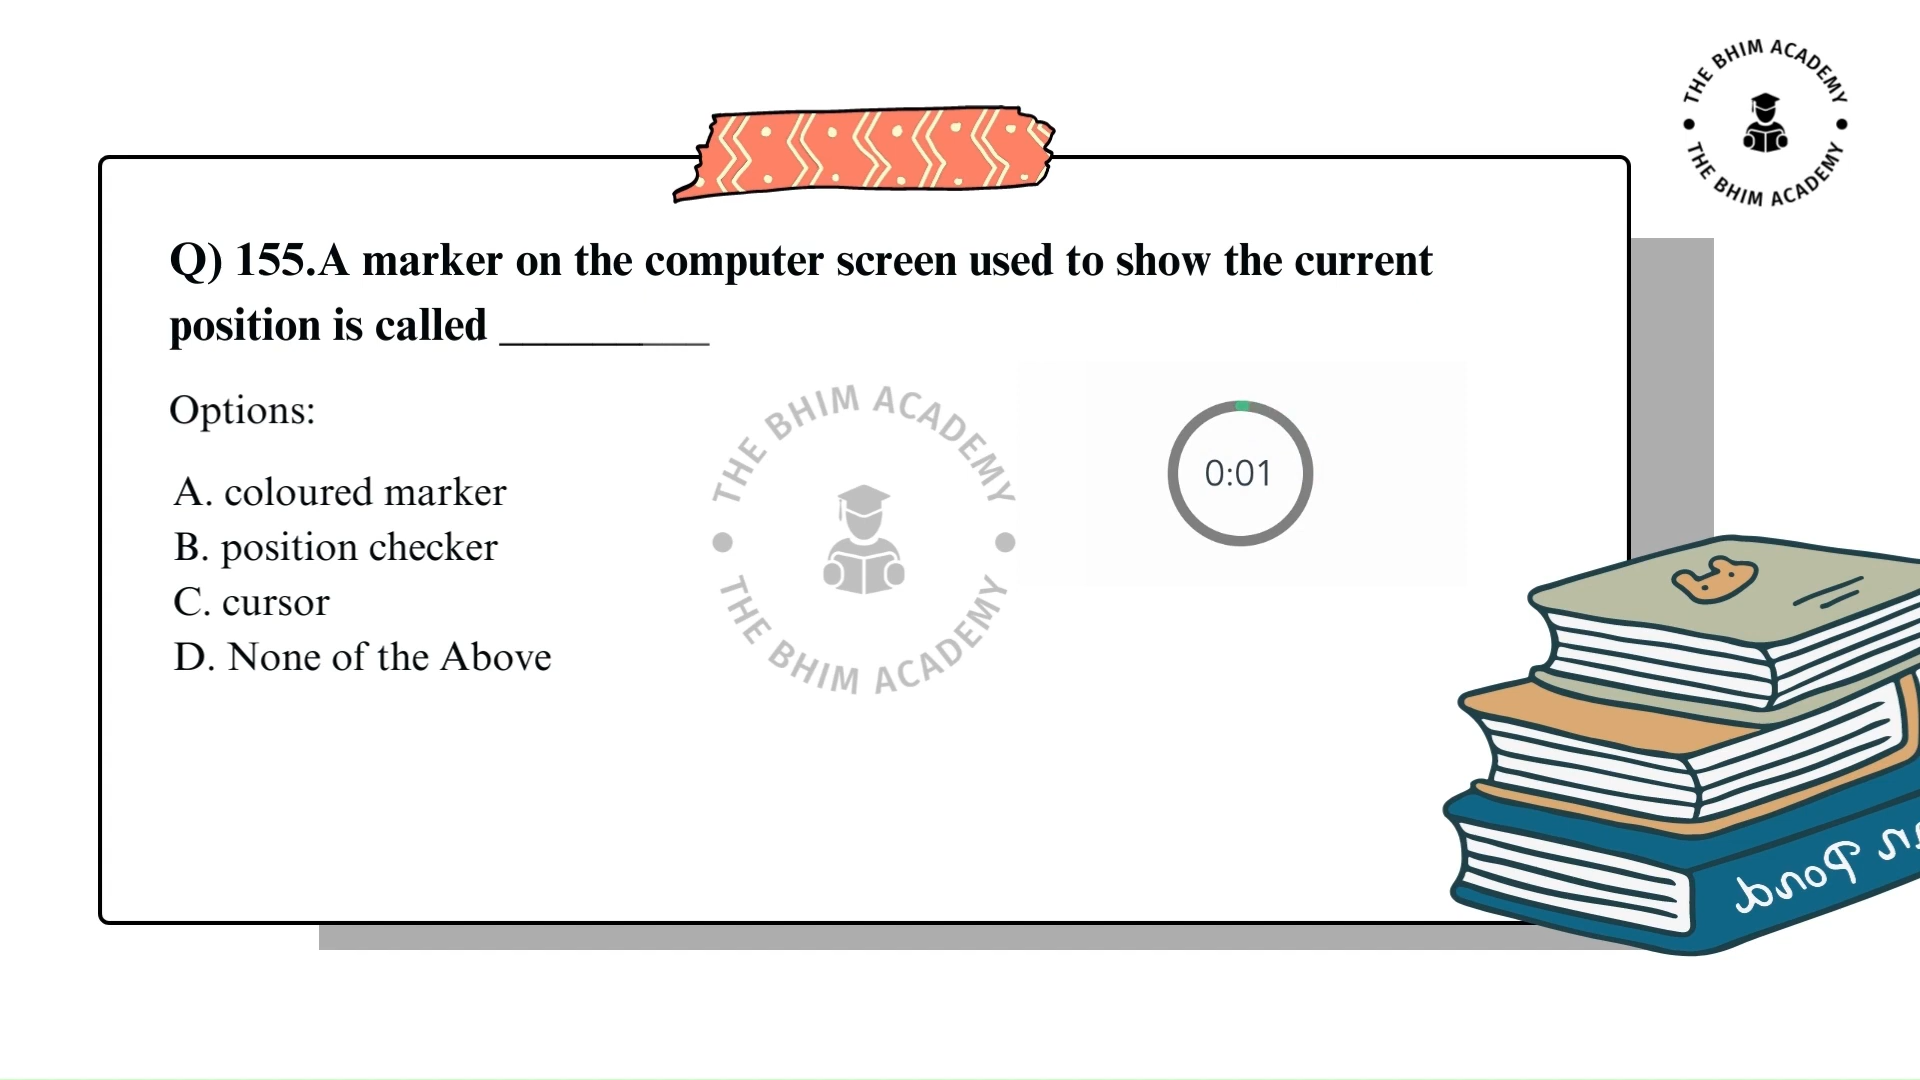 THE BHIM ACADEMY
THE BHIM ACADEMY
Q) 155.A marker on the computer screen used to show the current
position is called _________
Options:
A. coloured marker
B. position checker
C. cursor
D. None of the Above
THE BHIM ACADEMY
THE BHIM ACADEMY
0:01
Pond